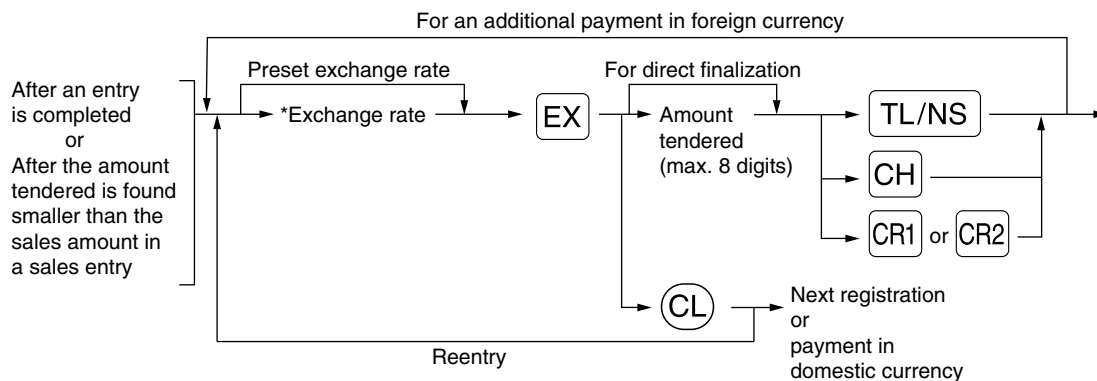 For an additional payment in foreign currency
After an entry
is completed
or
After the amount
tendered is found
smaller than the
sales amount in
a sales entry
Preset exchange rate
*Exchange rate
EX
For direct finalization
Amount
tendered
(max. 8 digits)
TL/NS
CH
CR1 or CR2
CL
Next registration
or
payment in
domestic currency
Reentry